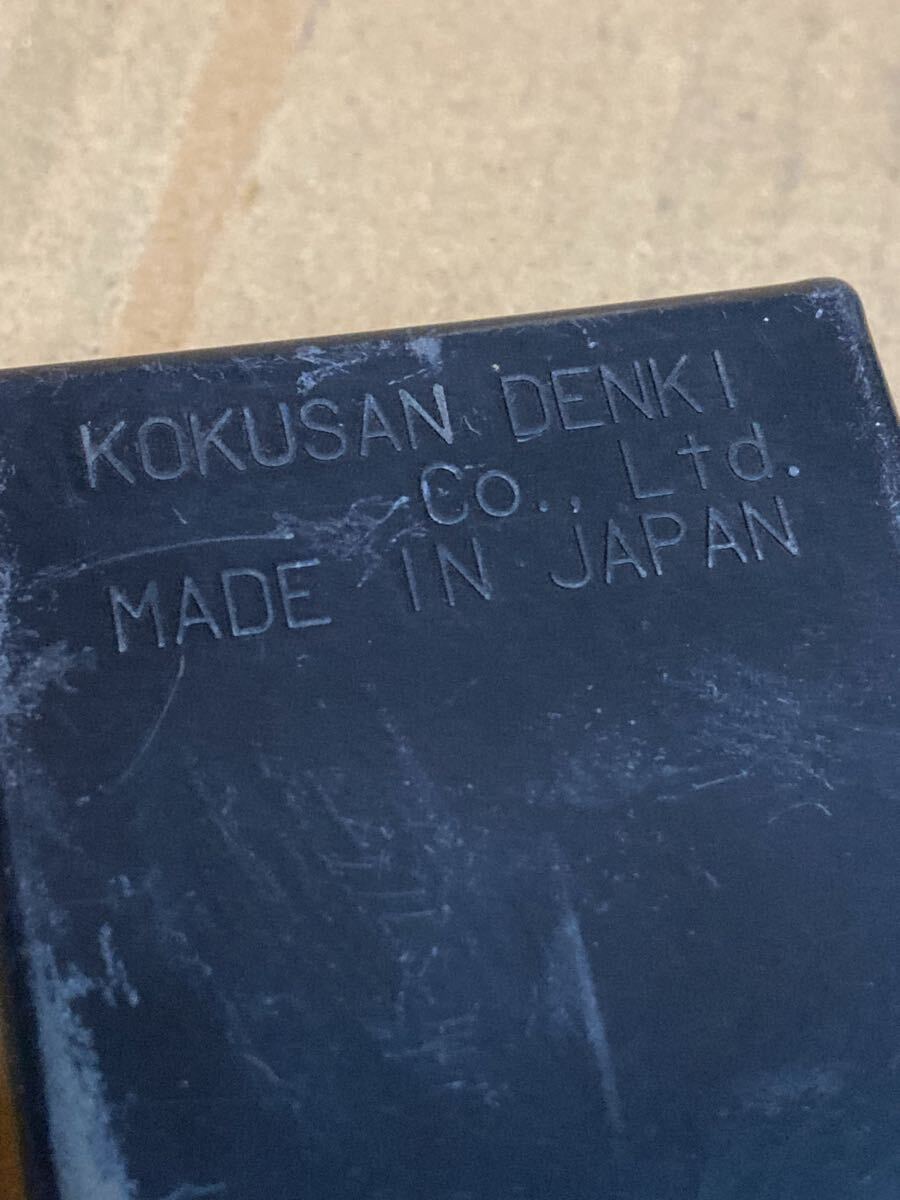 KOKUSAN DENKI
Co., Ltd.
MADE IN JAPAN